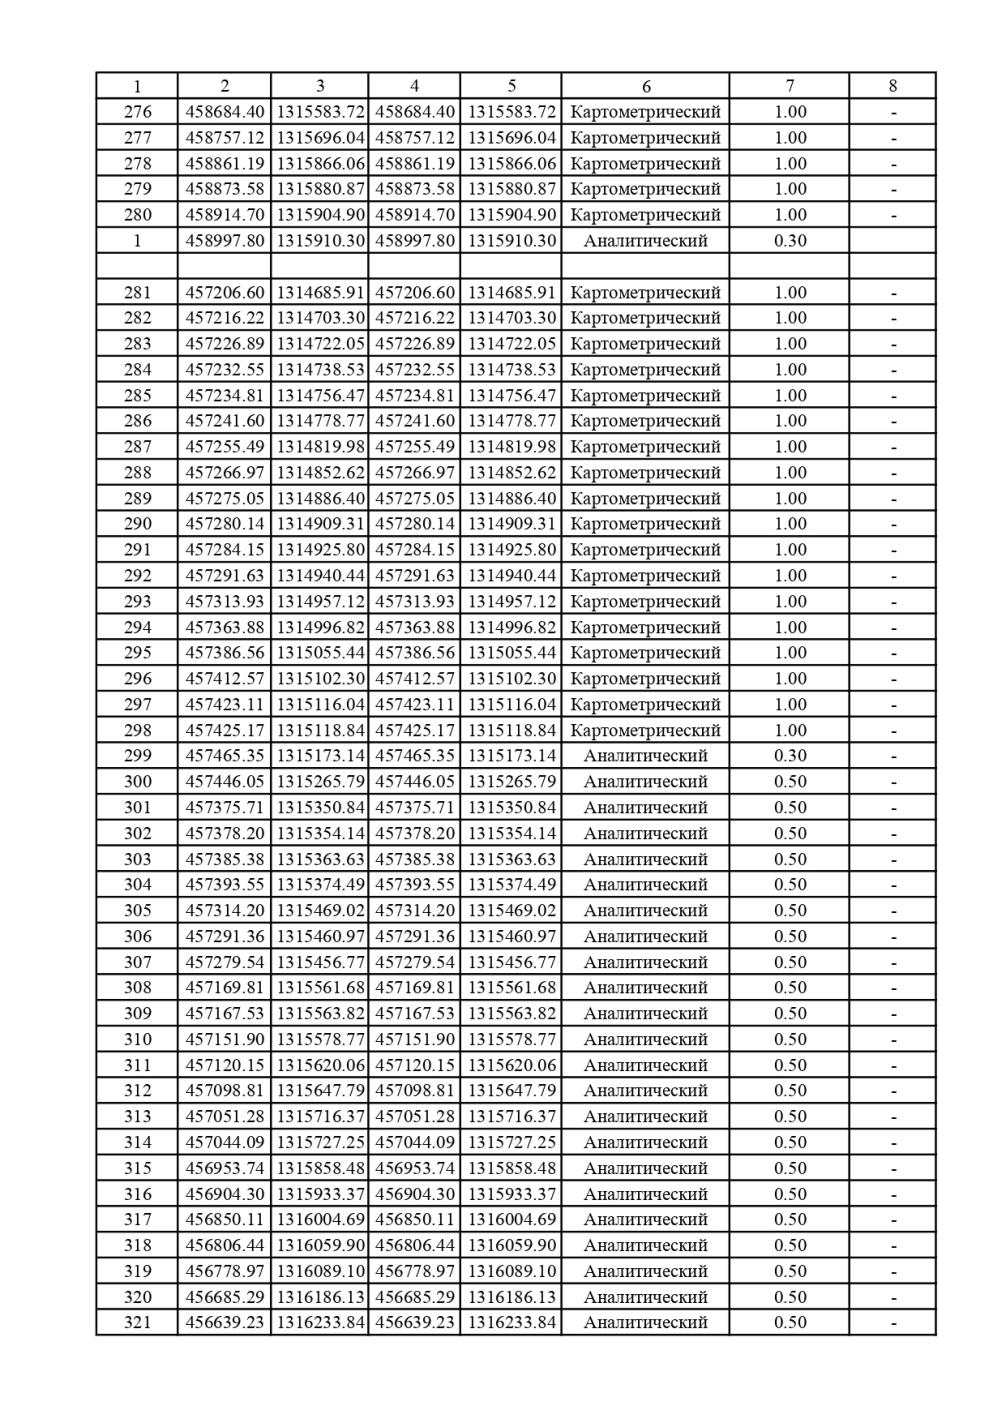 1 2 3 4 5 6 7 8
276 458684.40 1315583.72 458684.40 1315583.72 Картометрический 1.00 -
277 458757.12 1315696.04 458757.12 1315696.04 Картометрический 1.00 -
278 458861.19 1315866.06 458861.19 1315866.06 Картометрический 1.00 -
279 458873.58 1315880.87 458873.58 1315880.87 Картометрический 1.00 -
280 458914.70 1315904.90 458914.70 1315904.90 Картометрический 1.00 -
1 458997.80 1315910.30 458997.80 1315910.30 Аналитический 0.30
281 457206.60 1314685.91 457206.60 1314685.91 Картометрический 1.00 -
282 457216.22 1314703.30 457216.22 1314703.30 Картометрический 1.00 -
283 457226.89 1314722.05 457226.89 1314722.05 Картометрический 1.00 -
284 457232.55 1314738.53 457232.55 1314738.53 Картометрический 1.00 -
285 457234.81 1314756.47 457234.81 1314756.47 Картометрический 1.00 -
286 457241.60 1314778.77 457241.60 1314778.77 Картометрический 1.00 -
287 457255.49 1314819.98 457255.49 1314819.98 Картометрический 1.00 -
288 457266.97 1314852.62 457266.97 1314852.62 Картометрический 1.00 -
289 457275.05 1314886.40 457275.05 1314886.40 Картометрический 1.00 -
290 457280.14 1314909.31 457280.14 1314909.31 Картометрический 1.00 -
291 457284.15 1314925.80 457284.15 1314925.80 Картометрический 1.00 -
292 457291.63 1314940.44 457291.63 1314940.44 Картометрический 1.00 -
293 457313.93 1314957.12 457313.93 1314957.12 Картометрический 1.00 -
294 457363.88 1314996.82 457363.88 1314996.82 Картометрический 1.00 -
295 457386.56 1315055.44 457386.56 1315055.44 Картометрический 1.00 -
296 457412.57 1315102.30 457412.57 1315102.30 Картометрический 1.00 -
297 457423.11 1315116.04 457423.11 1315116.04 Картометрический 1.00 -
298 457425.17 1315118.84 457425.17 1315118.84 Картометрический 1.00 -
299 457465.35 1315173.14 457465.35 1315173.14 Аналитический 0.30 -
300 457446.05 1315265.79 457446.05 1315265.79 Аналитический 0.50 -
301 457375.71 1315350.84 457375.71 1315350.84 Аналитический 0.50 -
302 457378.20 1315354.14 457378.20 1315354.14 Аналитический 0.50 -
303 457385.38 1315363.63 457385.38 1315363.63 Аналитический 0.50 -
304 457393.55 1315374.49 457393.55 1315374.49 Аналитический 0.50 -
305 457314.20 1315469.02 457314.20 1315469.02 Аналитический 0.50 -
306 457291.36 1315460.97 457291.36 1315460.97 Аналитический 0.50 -
307 457279.54 1315456.77 457279.54 1315456.77 Аналитический 0.50 -
308 457169.81 1315561.68 457169.81 1315561.68 Аналитический 0.50 -
309 457167.53 1315563.82 457167.53 1315563.82 Аналитический 0.50 -
310 457151.90 1315578.77 457151.90 1315578.77 Аналитический 0.50 -
311 457120.15 1315620.06 457120.15 1315620.06 Аналитический 0.50 -
312 457098.81 1315647.79 457098.81 1315647.79 Аналитический 0.50 -
313 457051.28 1315716.37 457051.28 1315716.37 Аналитический 0.50 -
314 457044.09 1315727.25 457044.09 1315727.25 Аналитический 0.50 -
315 456953.74 1315858.48 456953.74 1315858.48 Аналитический 0.50 -
316 456904.30 1315933.37 456904.30 1315933.37 Аналитический 0.50 -
317 456850.11 1316004.69 456850.11 1316004.69 Аналитический 0.50 -
318 456806.44 1316059.90 456806.44 1316059.90 Аналитический 0.50 -
319 456778.97 1316089.10 456778.97 1316089.10 Аналитический 0.50 -
320 456685.29 1316186.13 456685.29 1316186.13 Аналитический 0.50 -
321 456639.23 1316233.84 456639.23 1316233.84 Аналитический 0.50 -